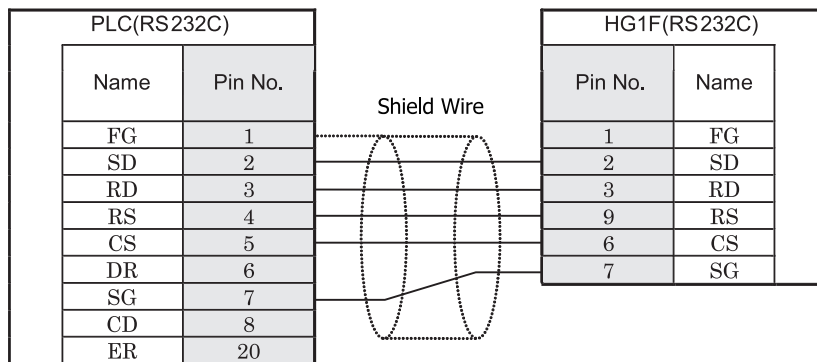 PLC(RS232C) HG1F(RS232C)
Name Pin No. Pin No. Name
Shield Wire
FG 1 1 FG
SD 2 2 SD
RD 3 3 RD
RS 4 9 RS
CS 5 6 CS
DR 6 7 SG
SG 7
CD 8
ER 20